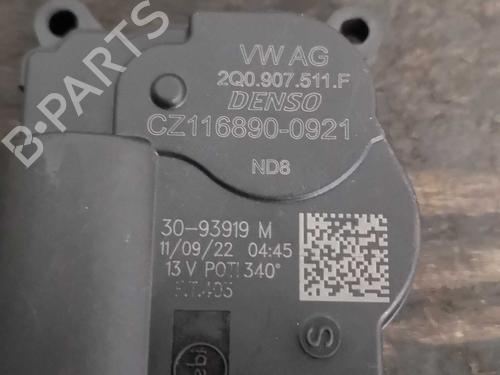 B-PARTS
VW AG
2Q0.907.511.F
DENSO
CZ116890-0921
ND8
30-93919 M
11/09/22 04:45
13 V POTI 340°
S